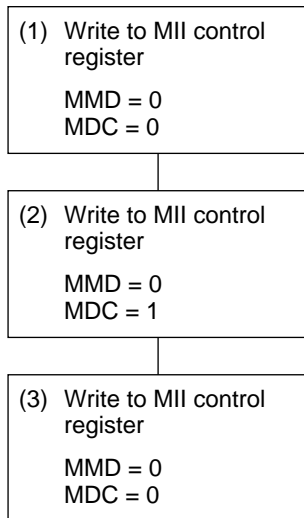 (1) Write to MII control
register
MMD = 0
MDC = 0
(2) Write to MII control
register
MMD = 0
MDC = 1
(3) Write to MII control
register
MMD = 0
MDC = 0